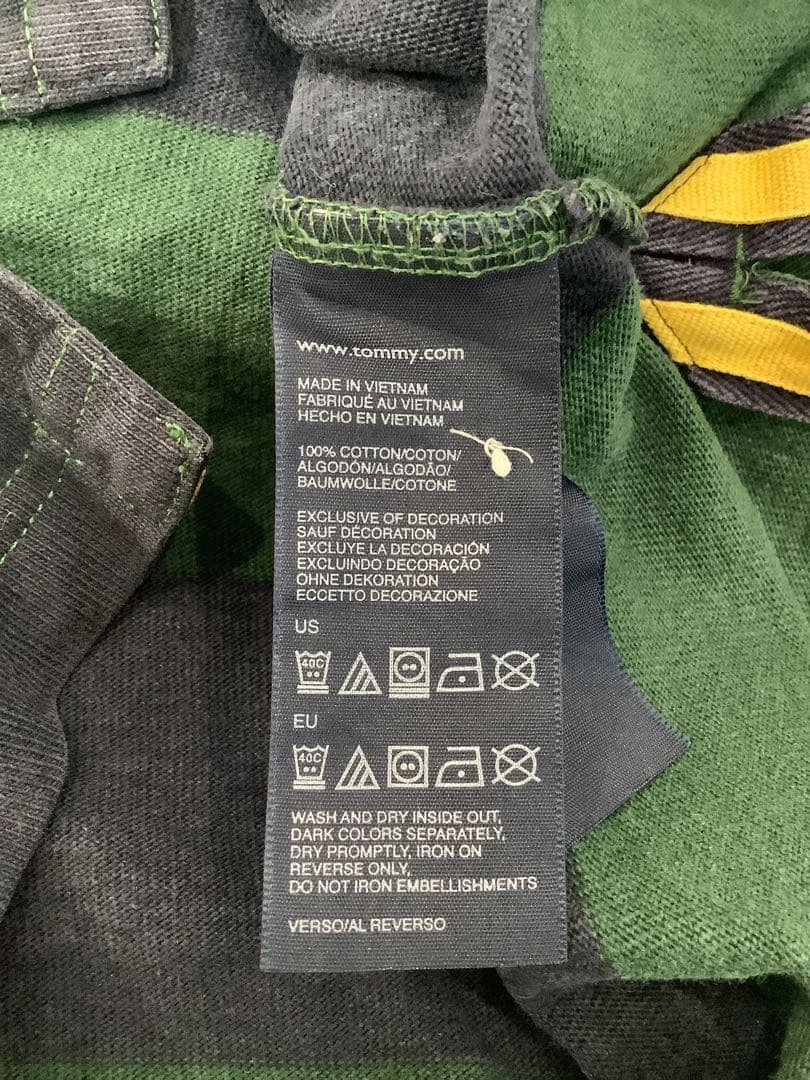 www.tommy.com
MADE IN VIETNAM
FABRIQUÉ AU VIETNAM
HECHO EN VIETNAM
100% COTTON/COTON/
ALGODÓN/ALGODÃO/
BAUMWOLLE/COTONE
EXCLUSIVE OF DECORATION
SAUF DÉCORATION
EXCLUYE LA DECORACIÓN
EXCLUINDO DECORAÇÃO
OHNE DEKORATION
ECCETTO DECORAZIONE
US
40C
EU
40C
WASH AND DRY INSIDE OUT,
DARK COLORS SEPARATELY,
DRY PROMPTLY, IRON ON
REVERSE ONLY,
DO NOT IRON EMBELLISHMENTS
VERSO/AL REVERSO